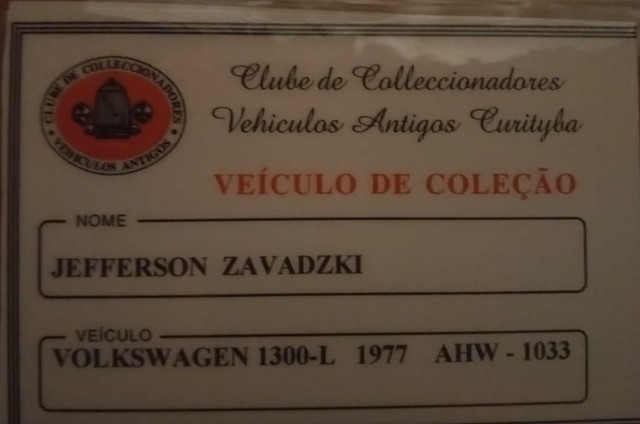 CLUBE DE COLLECCIONADORES
VEHICULOS ANTIGOS
Clube de Colleccionadores
Vehiculos Antigos Curityba
VEÍCULO DE COLEÇÃO
NOME
JEFFERSON ZAVADZKI
VEÍCULO
VOLKSWAGEN 1300-L 1977 AHW - 1033